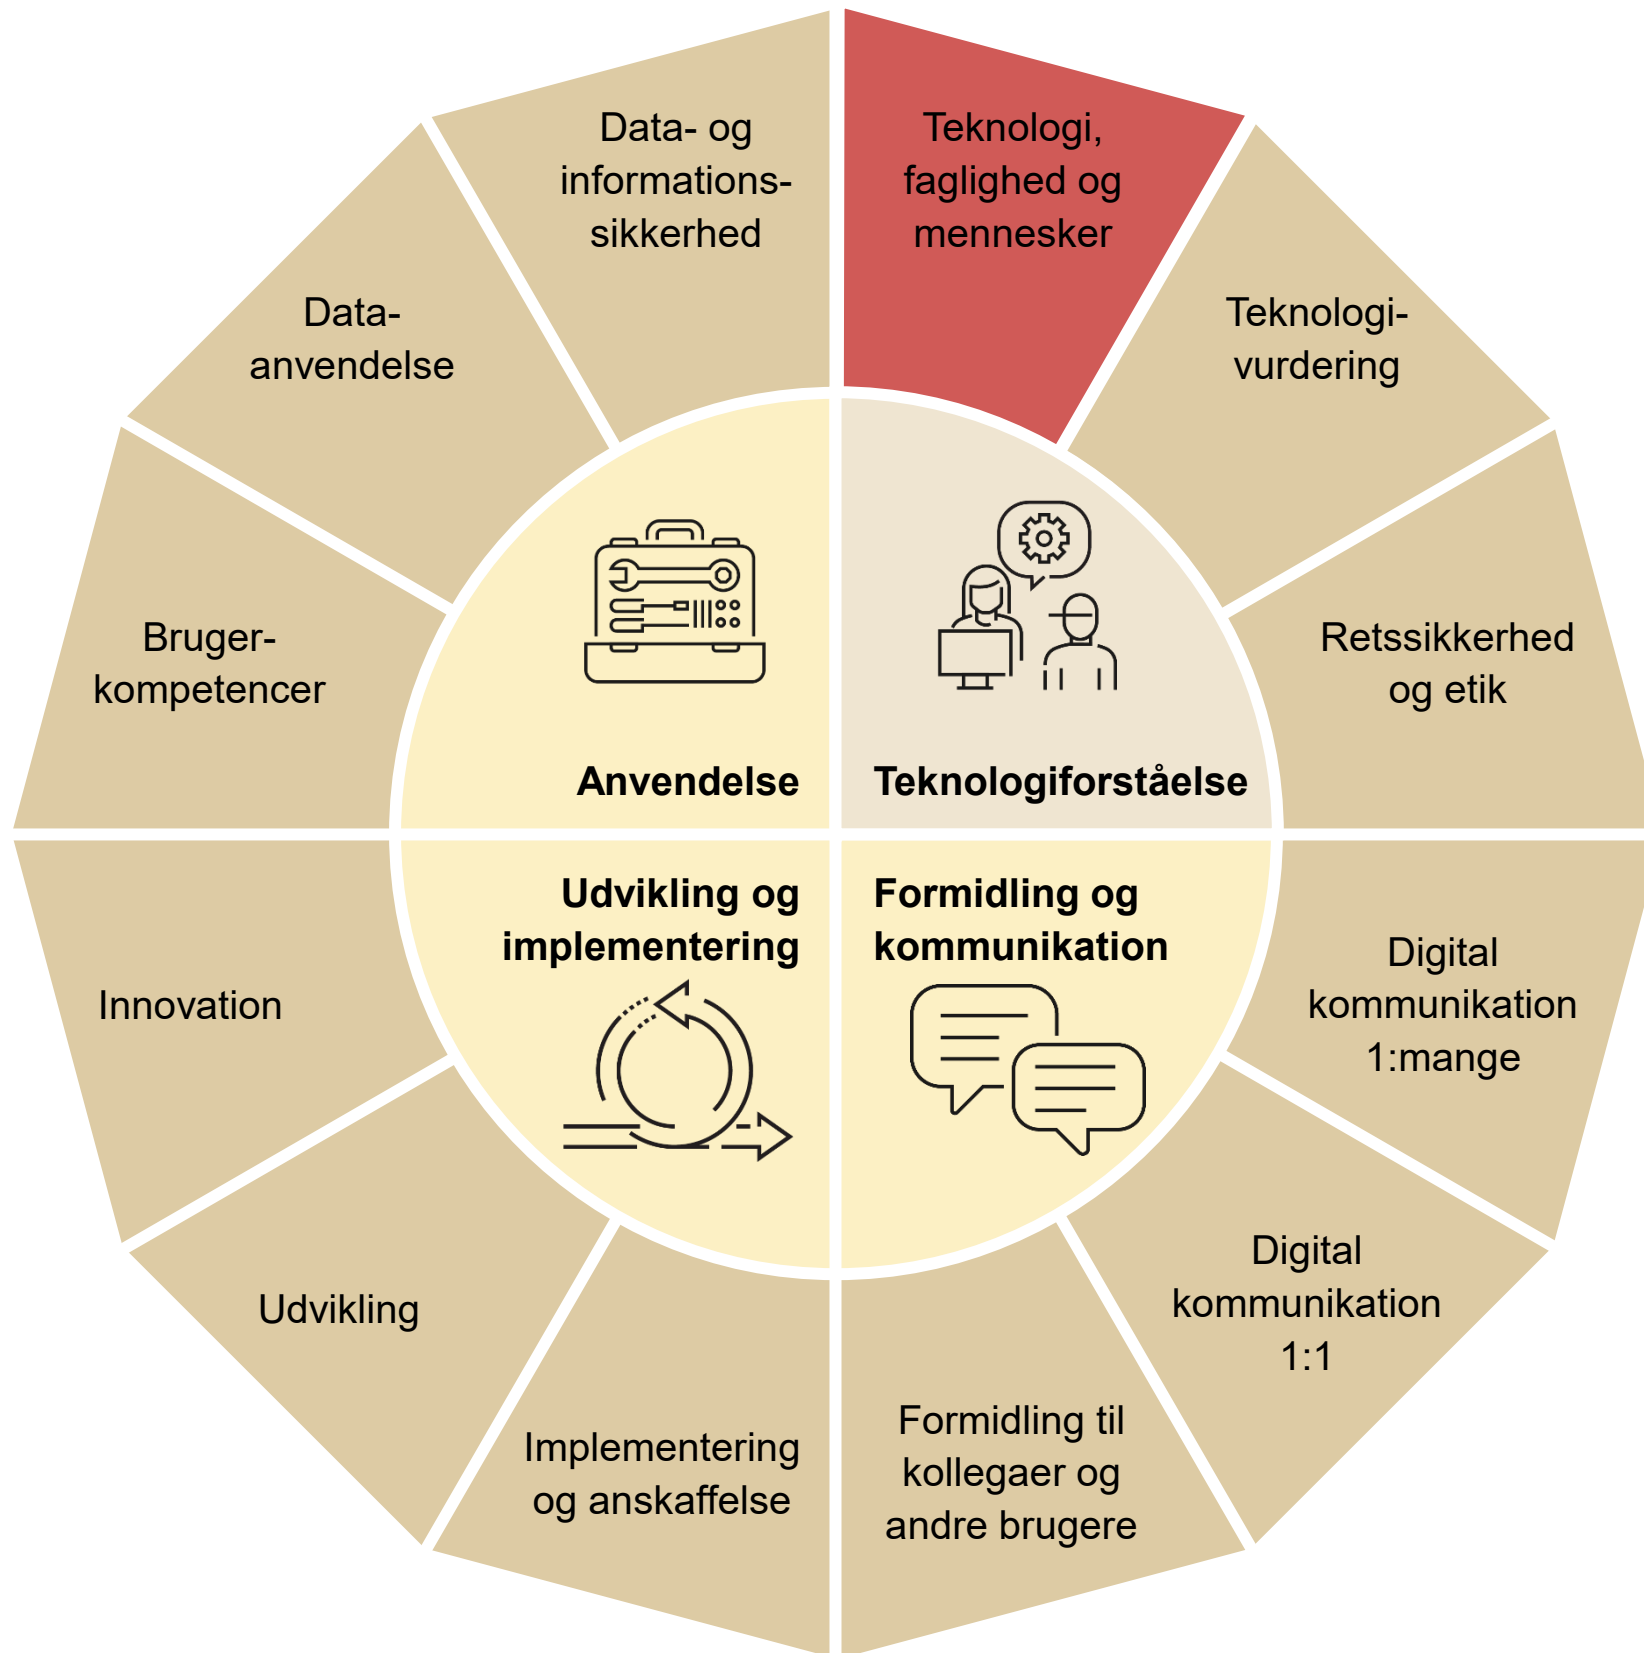 Data- og
informations-
sikkerhed
Teknologi,
faglighed og
mennesker
Teknologi-
vurdering
Retssikkerhed
og etik
Digital
kommunikation
1:mange
Digital
kommunikation
1:1
Formidling til
kollegaer og
andre brugere
Implementering
og anskaffelse
Udvikling
Innovation
Bruger-
kompetencer
Data-
anvendelse
Anvendelse
Teknologiforståelse
Udvikling og
implementering
Formidling og
kommunikation